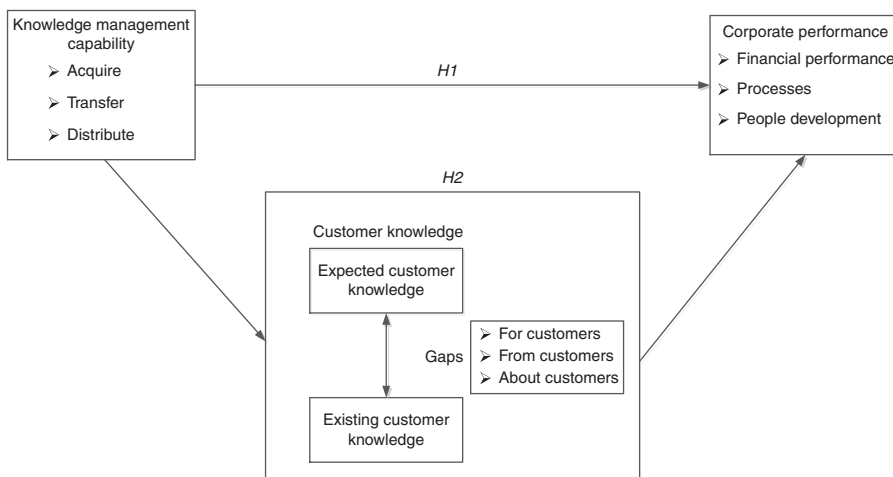 Knowledge management
capability
➢ Acquire
➢ Transfer
➢ Distribute
H1
Corporate performance
➢ Financial performance
➢ Processes
➢ People development
H2
Customer knowledge
Expected customer
knowledge
Gaps
➢ For customers
➢ From customers
➢ About customers
Existing customer
knowledge